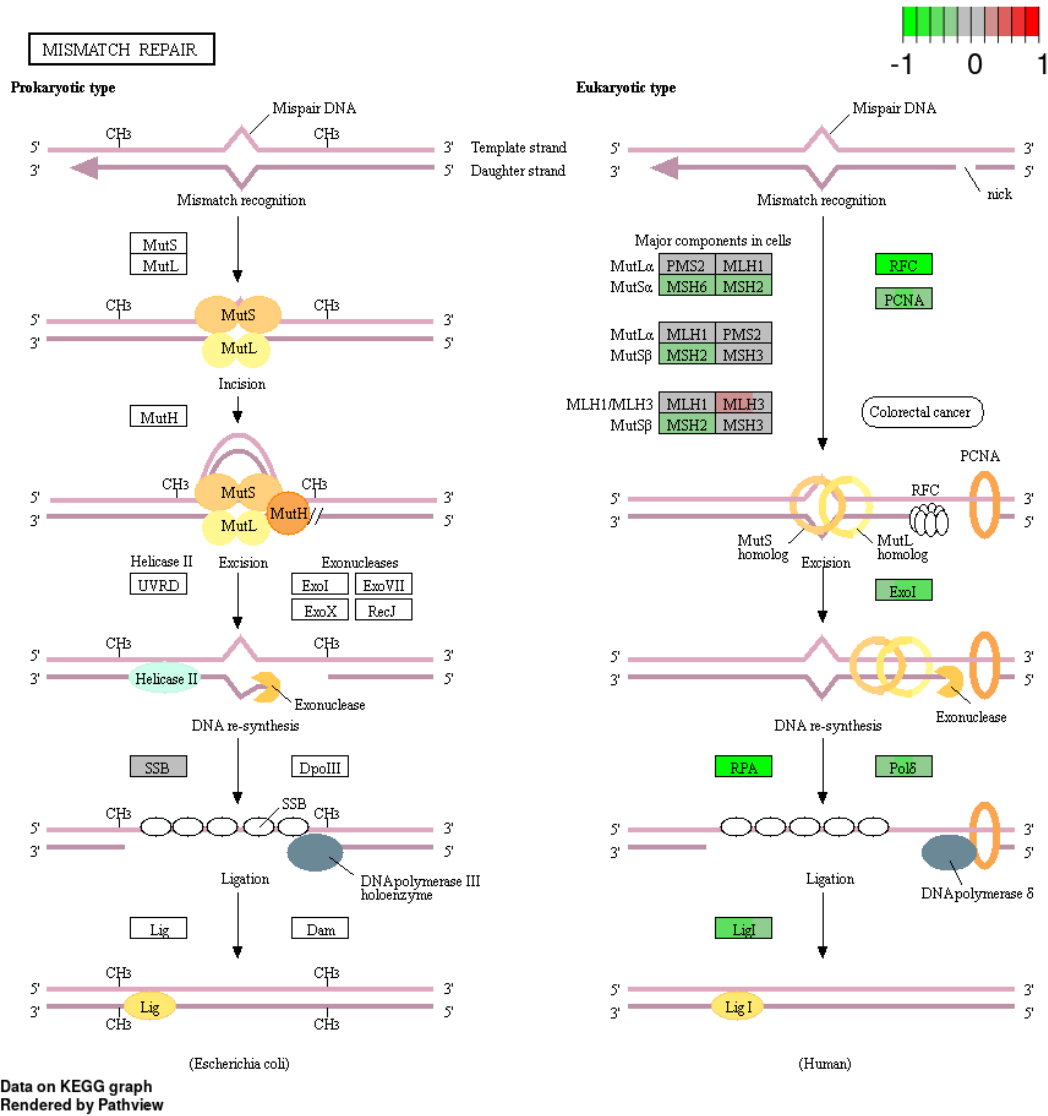 MISMATCH REPAIR
-1 0 1
Prokaryotic type
Mispair DNA
CH3 CH3
5' 3' Template strand
3' 5' Daughter strand
Mismatch recognition
MutS
MutL
CH3 CH3
5' MutS 3'
3' MutL 5'
Incision
MutH
CH3 CH3
5' MutS 3'
3' MutL MutH 5'
Helicase II Excision Exonucleases
UVRD ExoI ExoVII
ExoX RecJ
CH3 CH3
5' 3'
3' Helicase II 5'
Exonuclease
DNA re-synthesis
SSB DpoIII
SSB
CH3 CH3
5' 3'
3' 5'
DNA polymerase III
holoenzyme
Ligation
Lig Dam
CH3 CH3
5' 3'
3' Lig 5'
CH3 CH3
(Escherichia coli)
Eukaryotic type
Mispair DNA
5' 3'
3' 5'
nick
Mismatch recognition
Major components in cells
MutLα PMS2 MLH1 RFC
MutSα MSH6 MSH2
PCNA
MutLα MLH1 PMS2
MutSβ MSH2 MSH3
MLH1/MLH3 MLH1 MLH3 Colorectal cancer
MutSβ MSH2 MSH3
PCNA
RFC
5' 3'
3' 5'
MutS
homolog
MutL
homolog
Excision
ExoI
5' 3'
3' 5'
Exonuclease
DNA re-synthesis
RPA Polδ
5' 3'
3' 5'
Ligation
DNA polymerase δ
LigI
5' 3'
3' Lig I 5'
(Human)
Data on KEGG graph
Rendered by Pathview